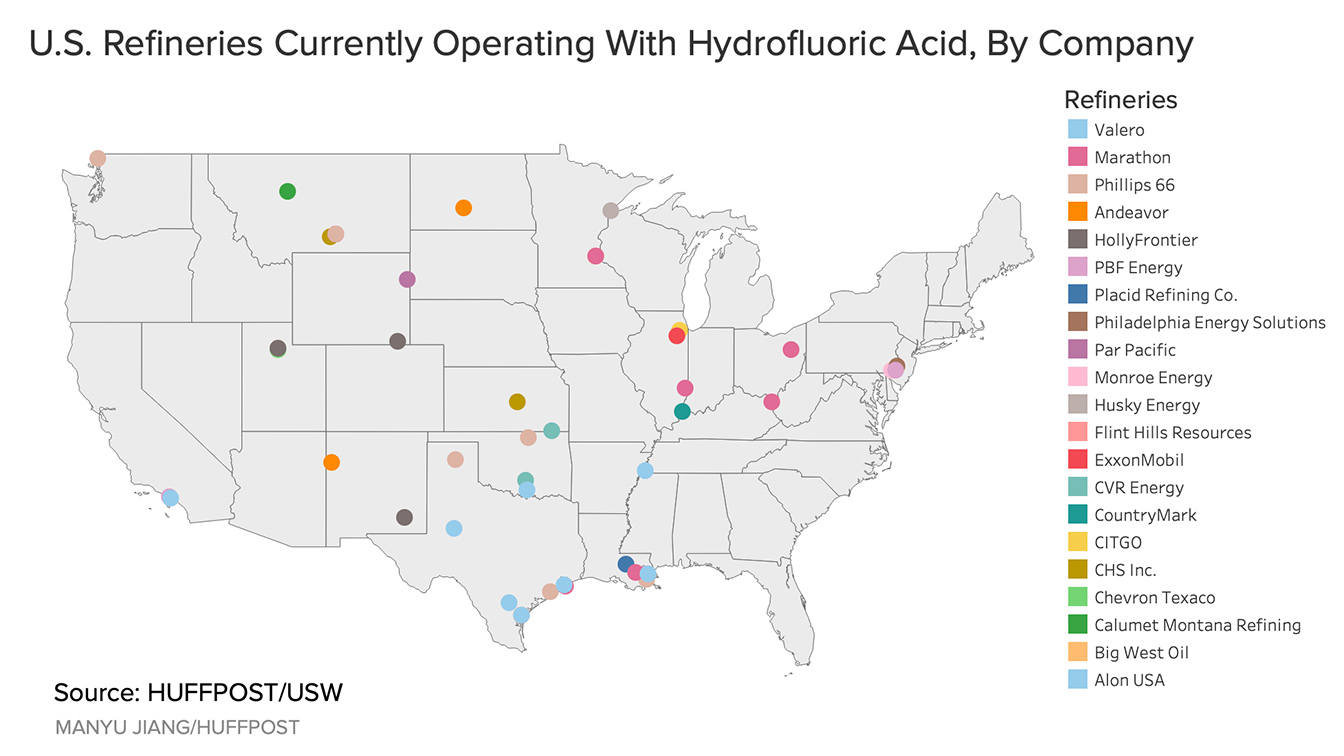 U.S. Refineries Currently Operating With Hydrofluoric Acid, By Company
Refineries
Valero
Marathon
Phillips 66
Andeavor
HollyFrontier
PBF Energy
Placid Refining Co.
Philadelphia Energy Solutions
Par Pacific
Monroe Energy
Husky Energy
Flint Hills Resources
ExxonMobil
CVR Energy
CountryMark
CITGO
CHS Inc.
Chevron Texaco
Calumet Montana Refining
Big West Oil
Alon USA
Source: HUFFPOST/USW
MANYU JIANG/HUFFPOST